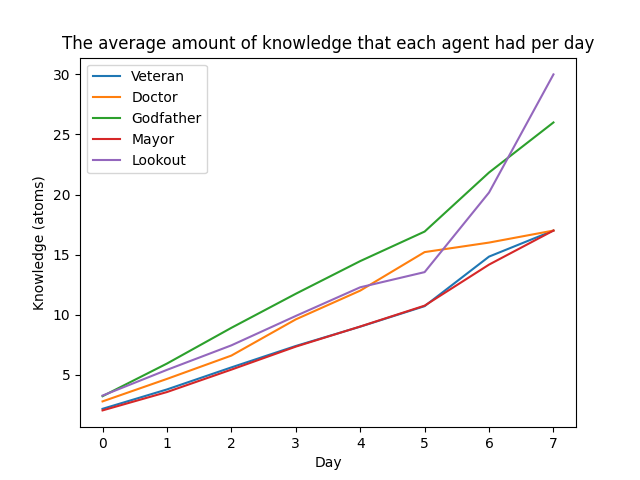 The average amount of knowledge that each agent had per day
Veteran
Doctor
Godfather
Mayor
Lookout
Knowledge (atoms)
30
25
20
15
10
5
0 1 2 3 4 5 6 7
Day